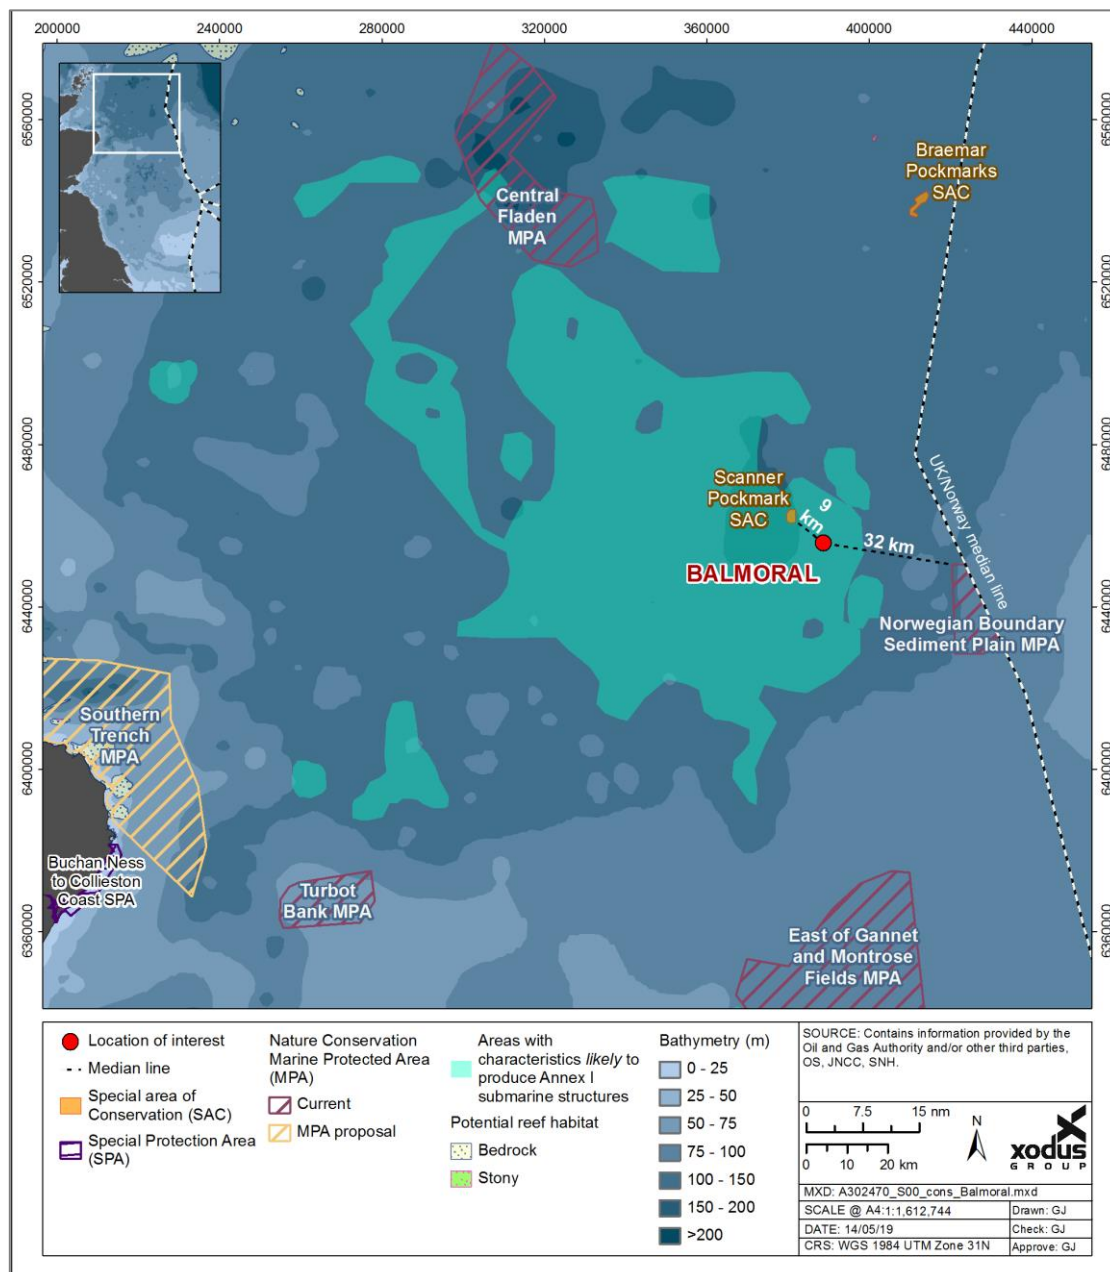 200000 240000 280000 320000 360000 400000 440000
6560000
6520000
6480000
6440000
6400000
6360000
6560000
6520000
6480000
6440000
6400000
6360000
Braemar
Pockmarks
SAC
Central
Fladen
MPA
Scanner
Pockmark
SAC
9
km
32 km
BALMORAL
UK/Norway median line
Norwegian Boundary
Sediment Plain MPA
Southern
Trench
MPA
Buchan Ness
to Collieston
Coast SPA
Turbot
Bank MPA
East of Gannet
and Montrose
Fields MPA
Location of interest
Median line
Special area of
Conservation (SAC)
Special Protection Area
(SPA)
Nature Conservation
Marine Protected Area
(MPA)
Current
MPA proposal
Areas with
characteristics likely to
produce Annex I
submarine structures
Potential reef habitat
Bedrock
Stony
Bathymetry (m)
0 - 25
25 - 50
50 - 75
75 - 100
100 - 150
150 - 200
>200
SOURCE: Contains information provided by the
Oil and Gas Authority and/or other third parties,
OS, JNCC, SNH.
0 7.5 15 nm
0 10 20 km
N
xodus
GROUP
MXD: A302470_S00_cons_Balmoral.mxd
SCALE @ A4:1:1,612,744
Drawn: GJ
DATE: 14/05/19
Check: GJ
CRS: WGS 1984 UTM Zone 31N
Approve: GJ